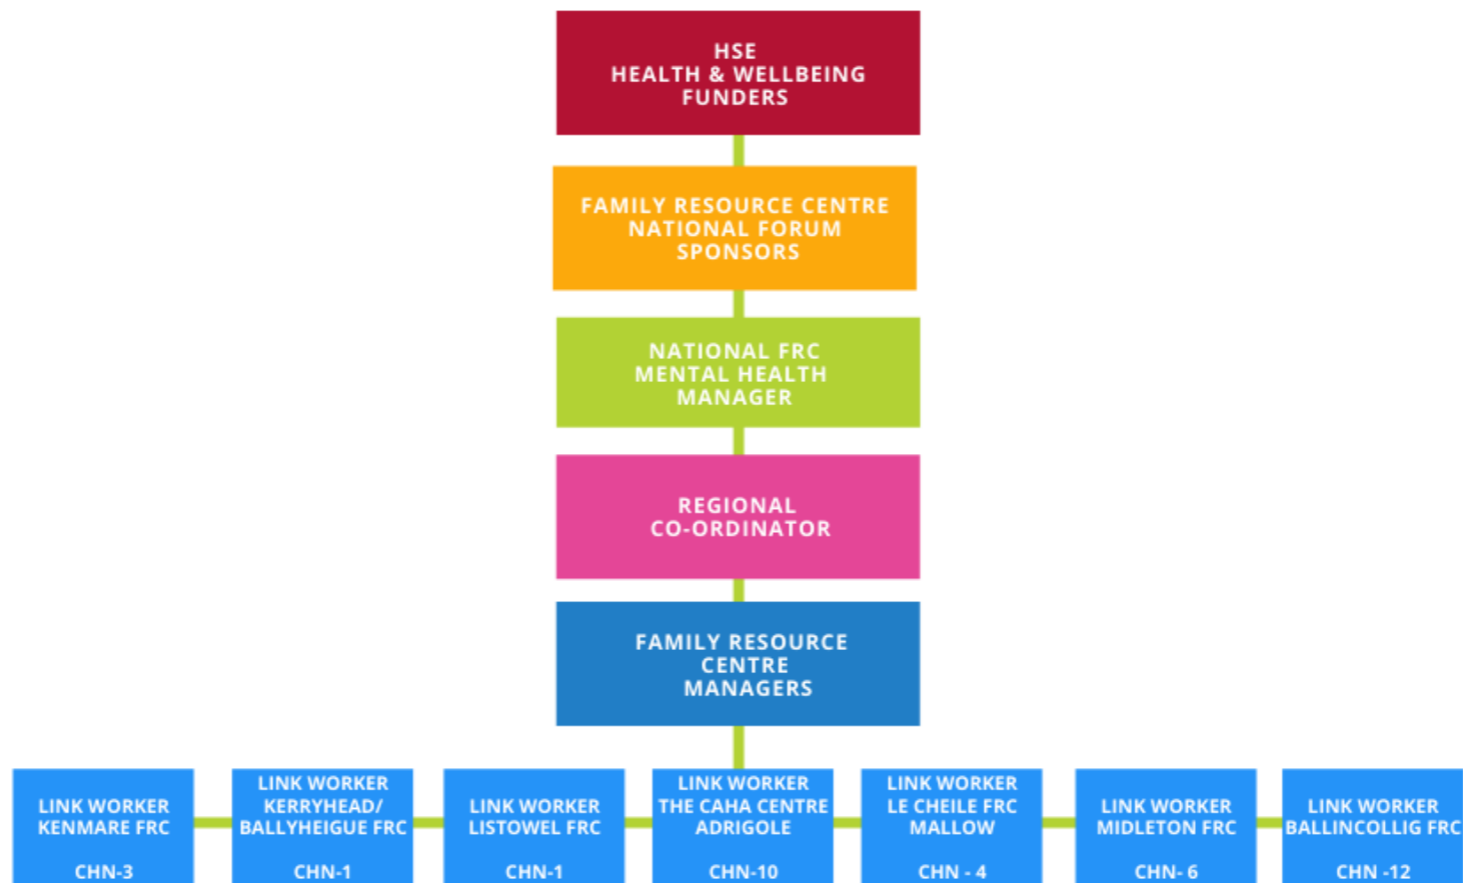 HSE
HEALTH & WELLBEING
FUNDERS
FAMILY RESOURCE CENTRE
NATIONAL FORUM
SPONSORS
NATIONAL FRC
MENTAL HEALTH
MANAGER
REGIONAL
CO-ORDINATOR
FAMILY RESOURCE
CENTRE
MANAGERS
LINK WORKER
KENMARE FRC
CHN-3
LINK WORKER
KERRYHEAD/
BALLYHEIGUE FRC
CHN-1
LINK WORKER
LISTOWEL FRC
CHN-1
LINK WORKER
THE CAHA CENTRE
ADRIGOLE
CHN-10
LINK WORKER
LE CHEILE FRC
MALLOW
CHN - 4
LINK WORKER
MIDLETON FRC
CHN- 6
LINK WORKER
BALLINCOLLIG FRC
CHN -12